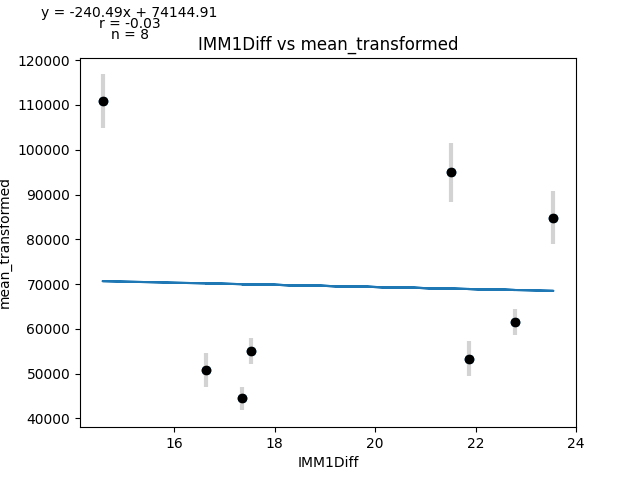 y = -240.49x + 74144.91
r = -0.03
n = 8
IMM1Diff vs mean_transformed
120000
110000
100000
90000
80000
70000
60000
50000
40000
mean_transformed
16 18 20 22 24
IMM1Diff